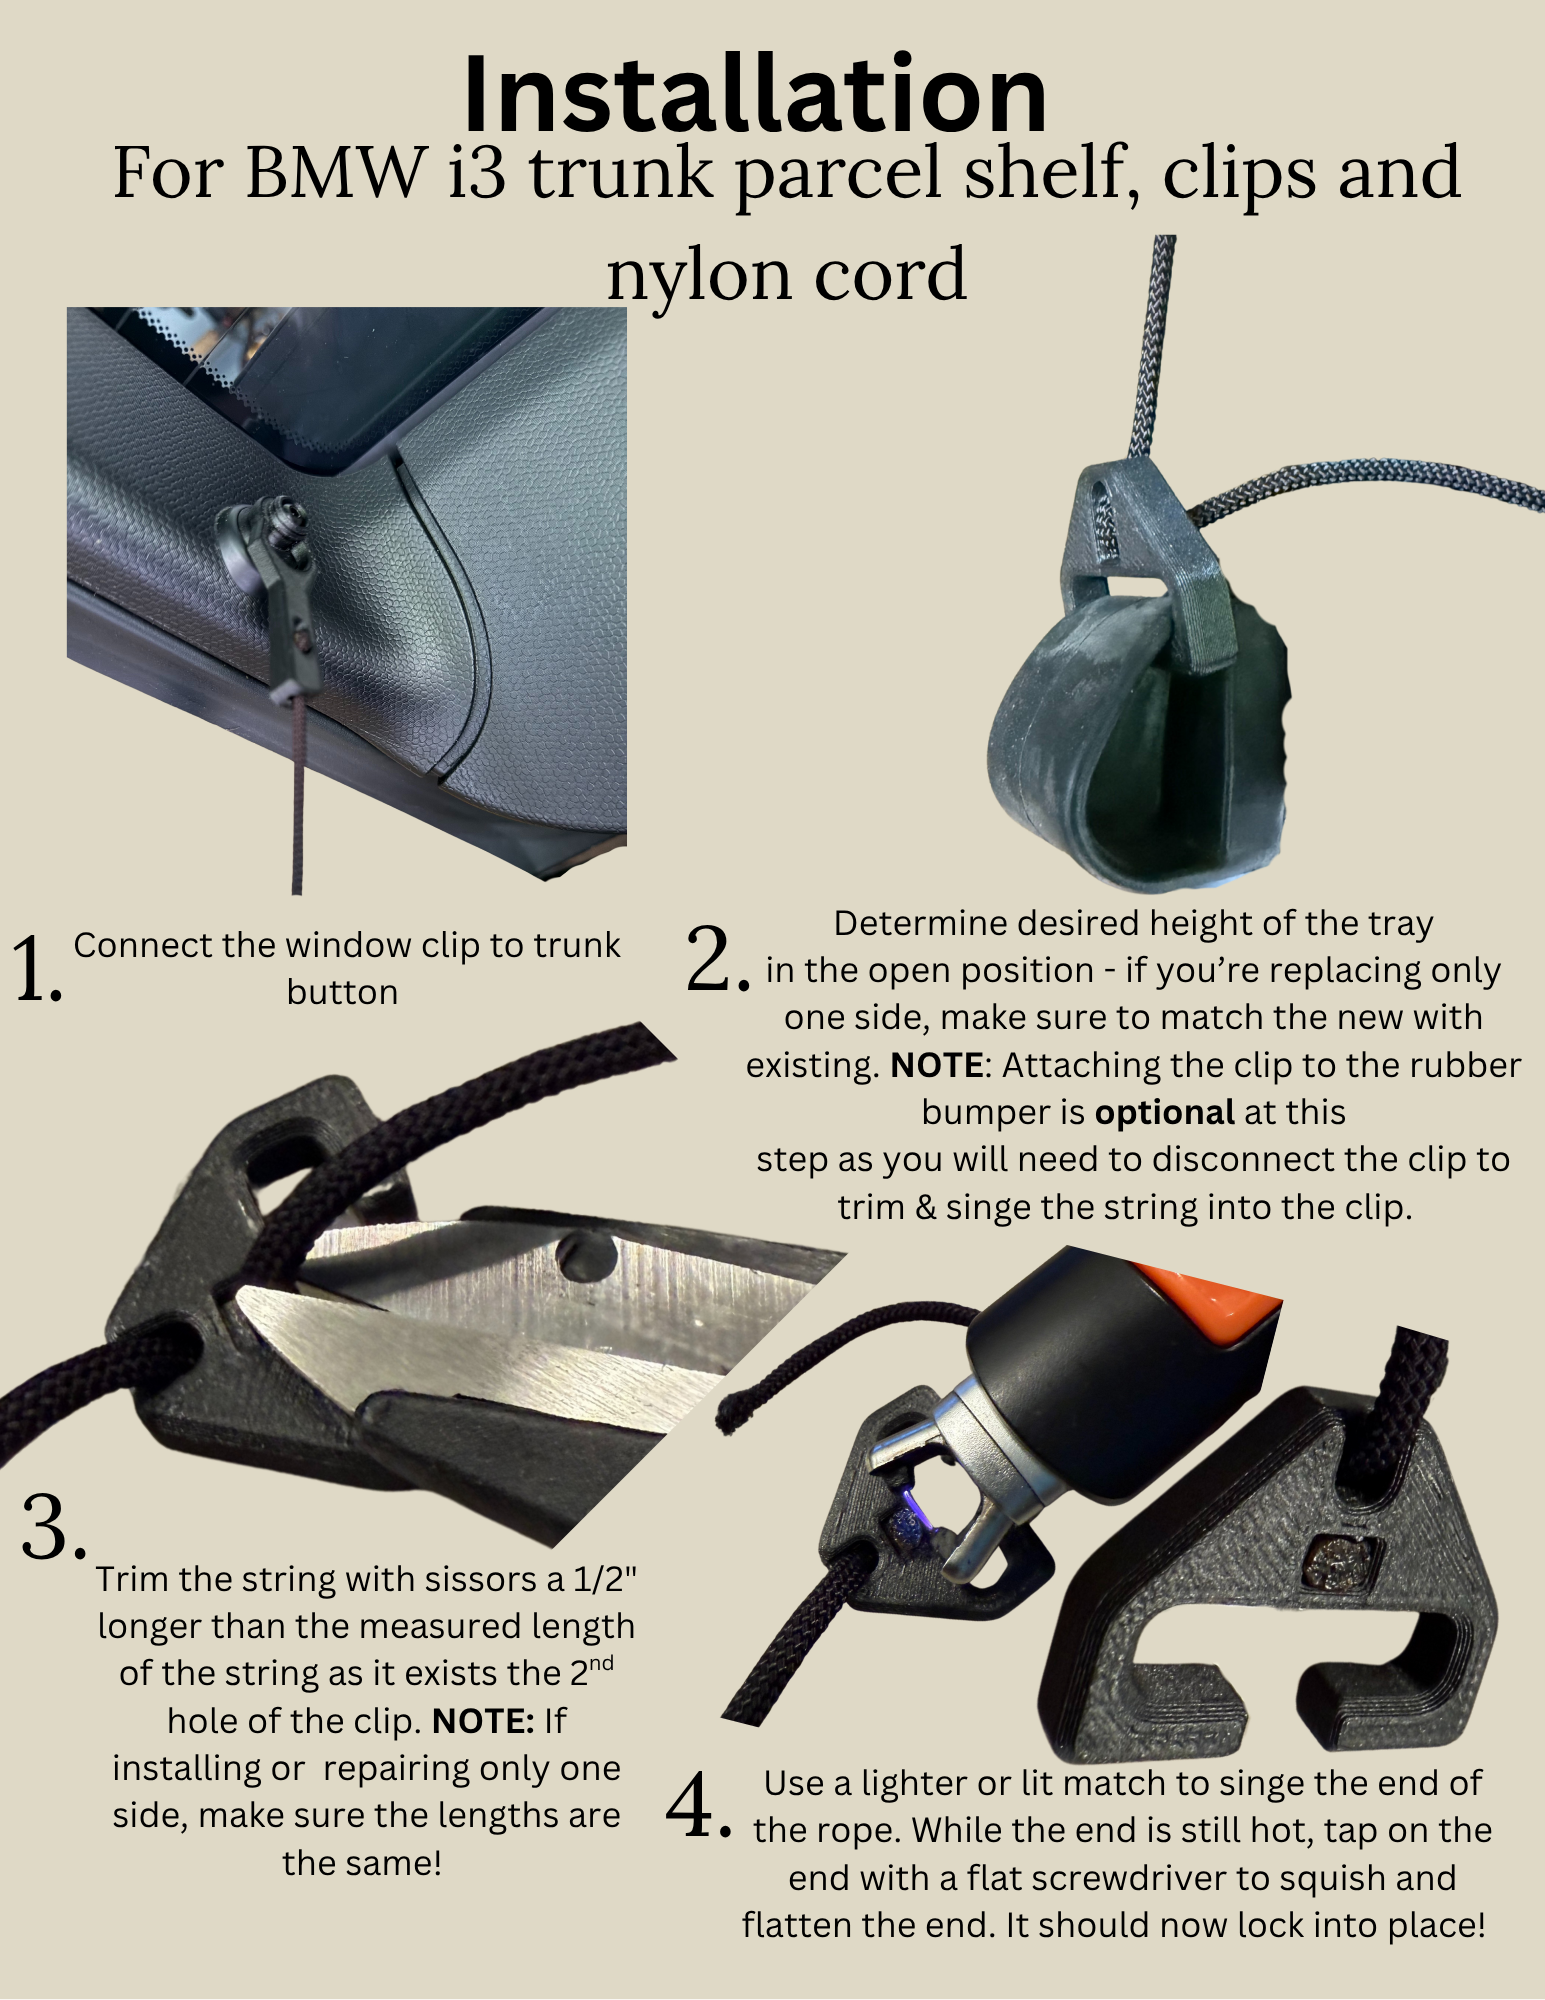 Installation
For BMW i3 trunk parcel shelf, clips and
nylon cord
1.
Connect the window clip to trunk
button
2.
Determine desired height of the tray
in the open position - if you’re replacing only
one side, make sure to match the new with
existing. NOTE: Attaching the clip to the rubber
bumper is optional at this
step as you will need to disconnect the clip to
trim & singe the string into the clip.
3.
Trim the string with sissors a 1/2"
longer than the measured length
of the string as it exists the 2nd
hole of the clip. NOTE: If
installing or  repairing only one
side, make sure the lengths are
the same!
4.
Use a lighter or lit match to singe the end of
the rope. While the end is still hot, tap on the
end with a flat screwdriver to squish and
flatten the end. It should now lock into place!